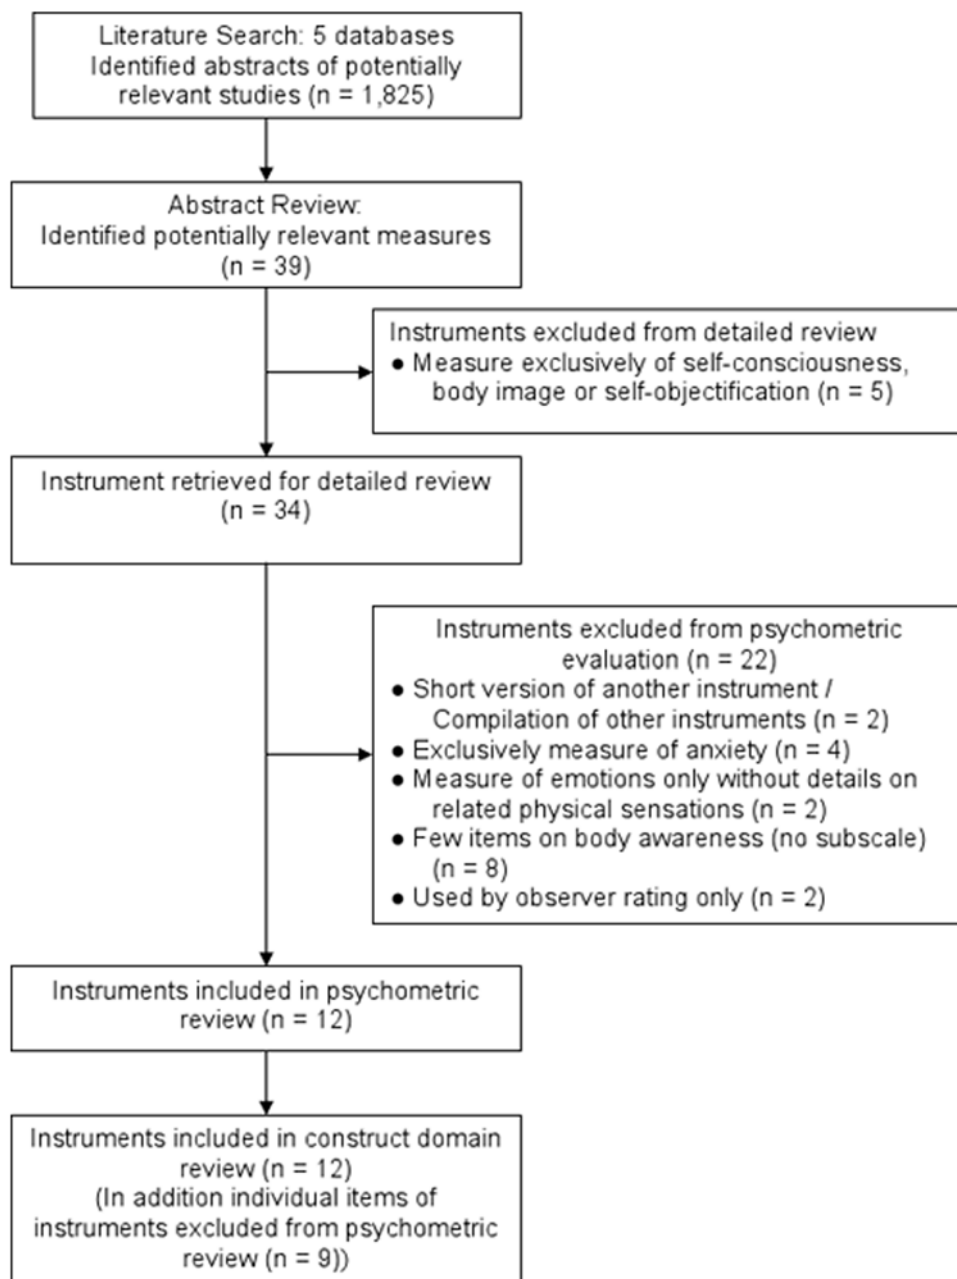 Literature Search: 5 databases
Identified abstracts of potentially
relevant studies (n = 1,825)
Abstract Review:
Identified potentially relevant measures
(n = 39)
Instruments excluded from detailed review
● Measure exclusively of self-consciousness,
body image or self-objectification (n = 5)
Instrument retrieved for detailed review
(n = 34)
Instruments excluded from psychometric
evaluation (n = 22)
● Short version of another instrument /
Compilation of other instruments (n = 2)
● Exclusively measure of anxiety (n = 4)
● Measure of emotions only without details on
related physical sensations (n = 2)
● Few items on body awareness (no subscale)
(n = 8)
● Used by observer rating only (n = 2)
Instruments included in psychometric
review (n = 12)
Instruments included in construct domain
review (n = 12)
(In addition individual items of
instruments excluded from psychometric
review (n = 9))